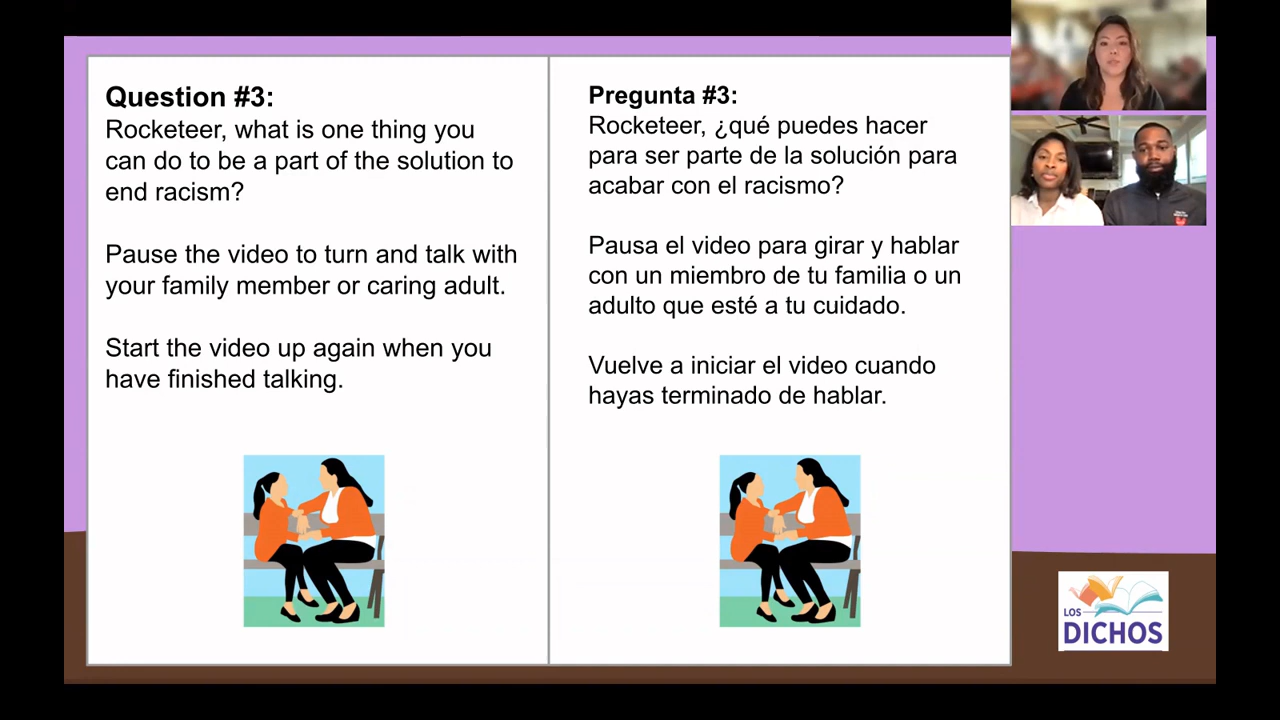 Question #3:
Rocketeer, what is one thing you
can do to be a part of the solution to
end racism?
Pause the video to turn and talk with
your family member or caring adult.
Start the video up again when you
have finished talking.
Pregunta #3:
Rocketeer, ¿qué puedes hacer
para ser parte de la solución para
acabar con el racismo?
Pausa el video para girar y hablar
con un miembro de tu familia o un
adulto que esté a tu cuidado.
Vuelve a iniciar el video cuando
hayas terminado de hablar.
LOS
DICHOS